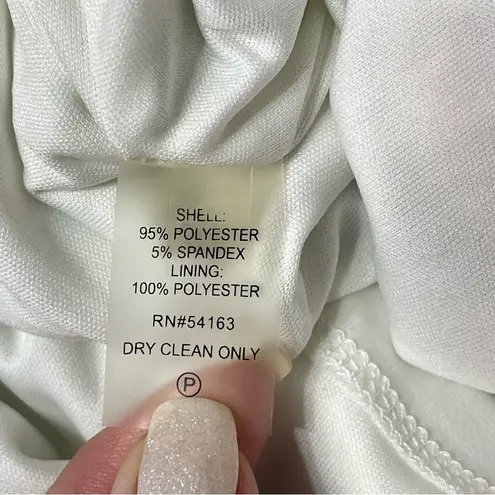 SHELL:
95% POLYESTER
5% SPANDEX
LINING:
100% POLYESTER
RN#54163
DRY CLEAN ONLY
P